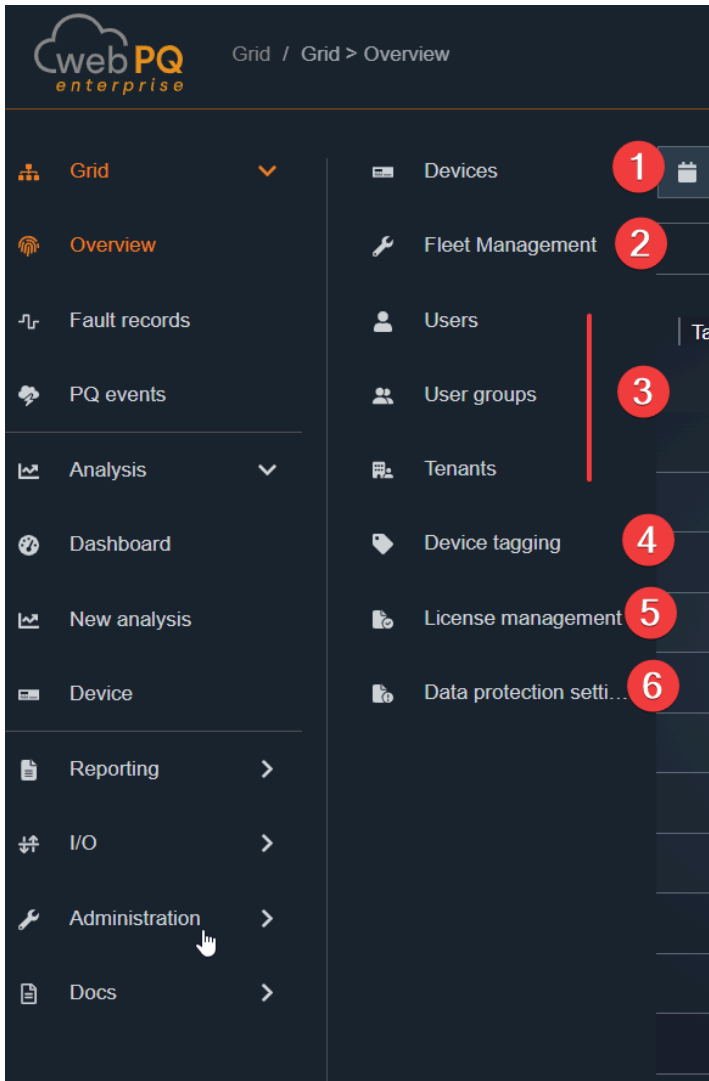 webPQ
enterprise
Grid / Grid > Overview
Grid
Overview
Fault records
PQ events
Analysis
Dashboard
New analysis
Device
Reporting
I/O
Administration
Docs
Devices 1
Fleet Management 2
Users
User groups 3
Tenants
Device tagging 4
License management 5
Data protection setti... 6
Ta